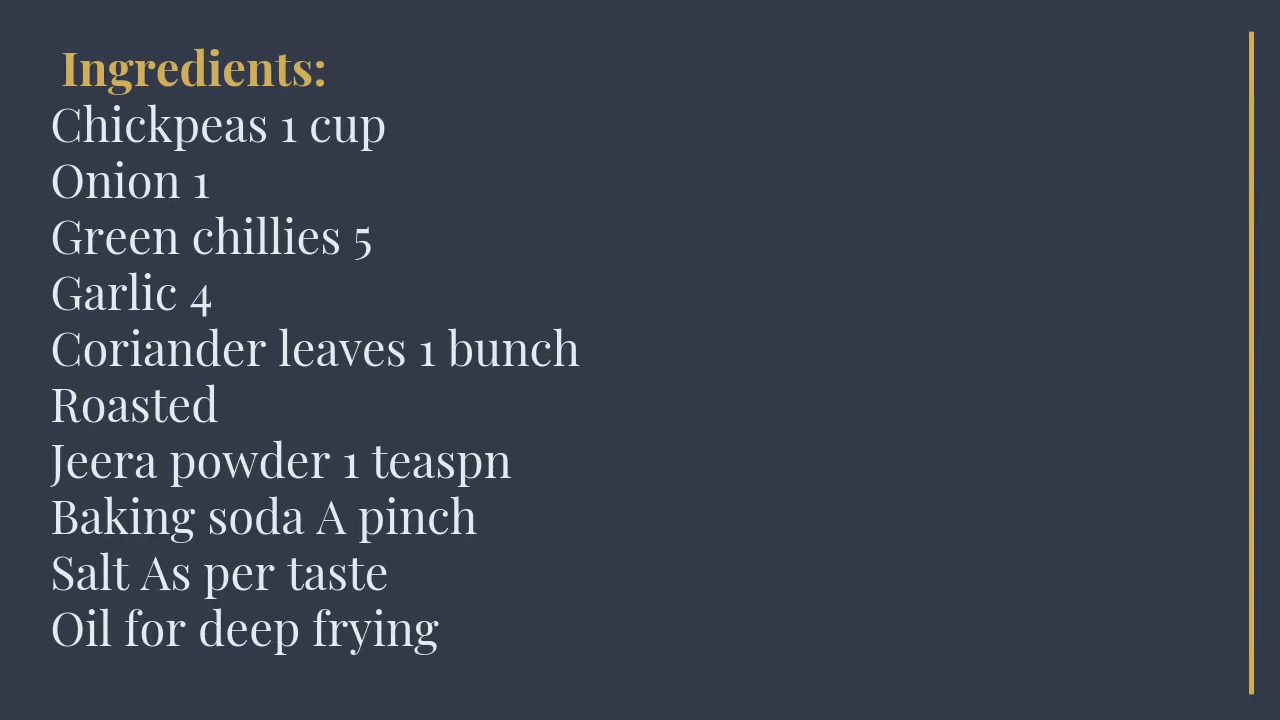 Ingredients:
Chickpeas 1 cup
Onion 1
Green chillies 5
Garlic 4
Coriander leaves 1 bunch
Roasted
Jeera powder 1 teaspn
Baking soda A pinch
Salt As per taste
Oil for deep frying